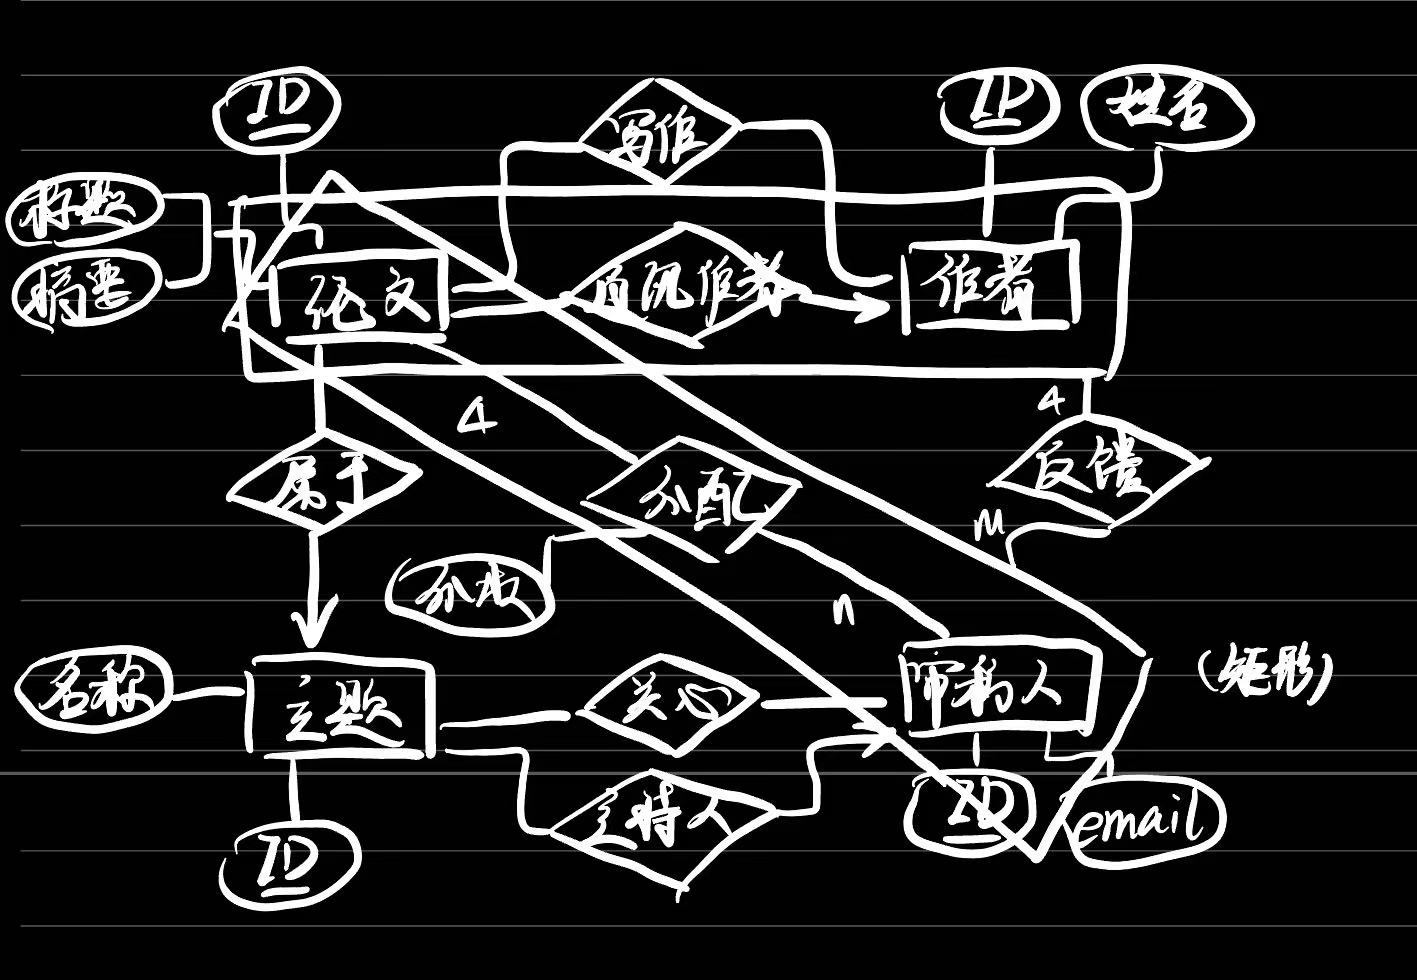 ID
写作
ID
姓名
标题
摘要
论文
直属作者
作者
4
4
属于
分配
反馈
M
分数
n
名称
主题
关心
审稿人
(矩形)
主持人
ID
ID
email